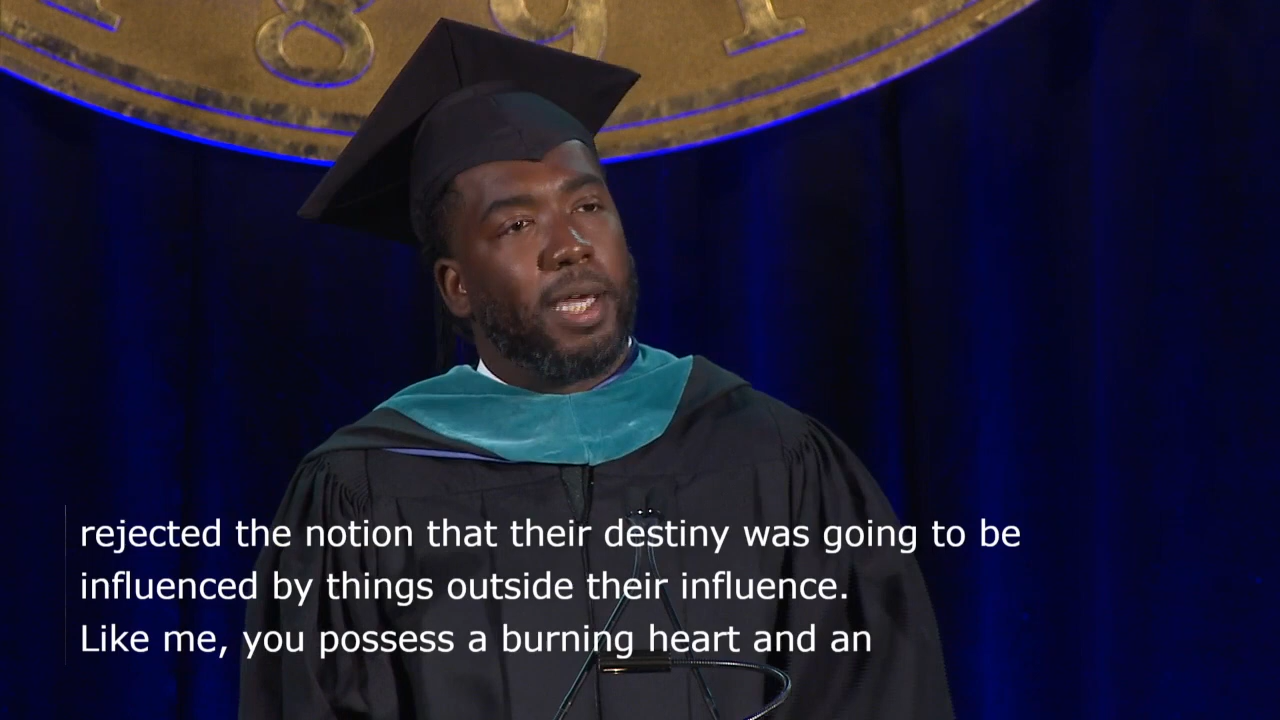 1891
rejected the notion that their destiny was going to be
influenced by things outside their influence.
Like me, you possess a burning heart and an